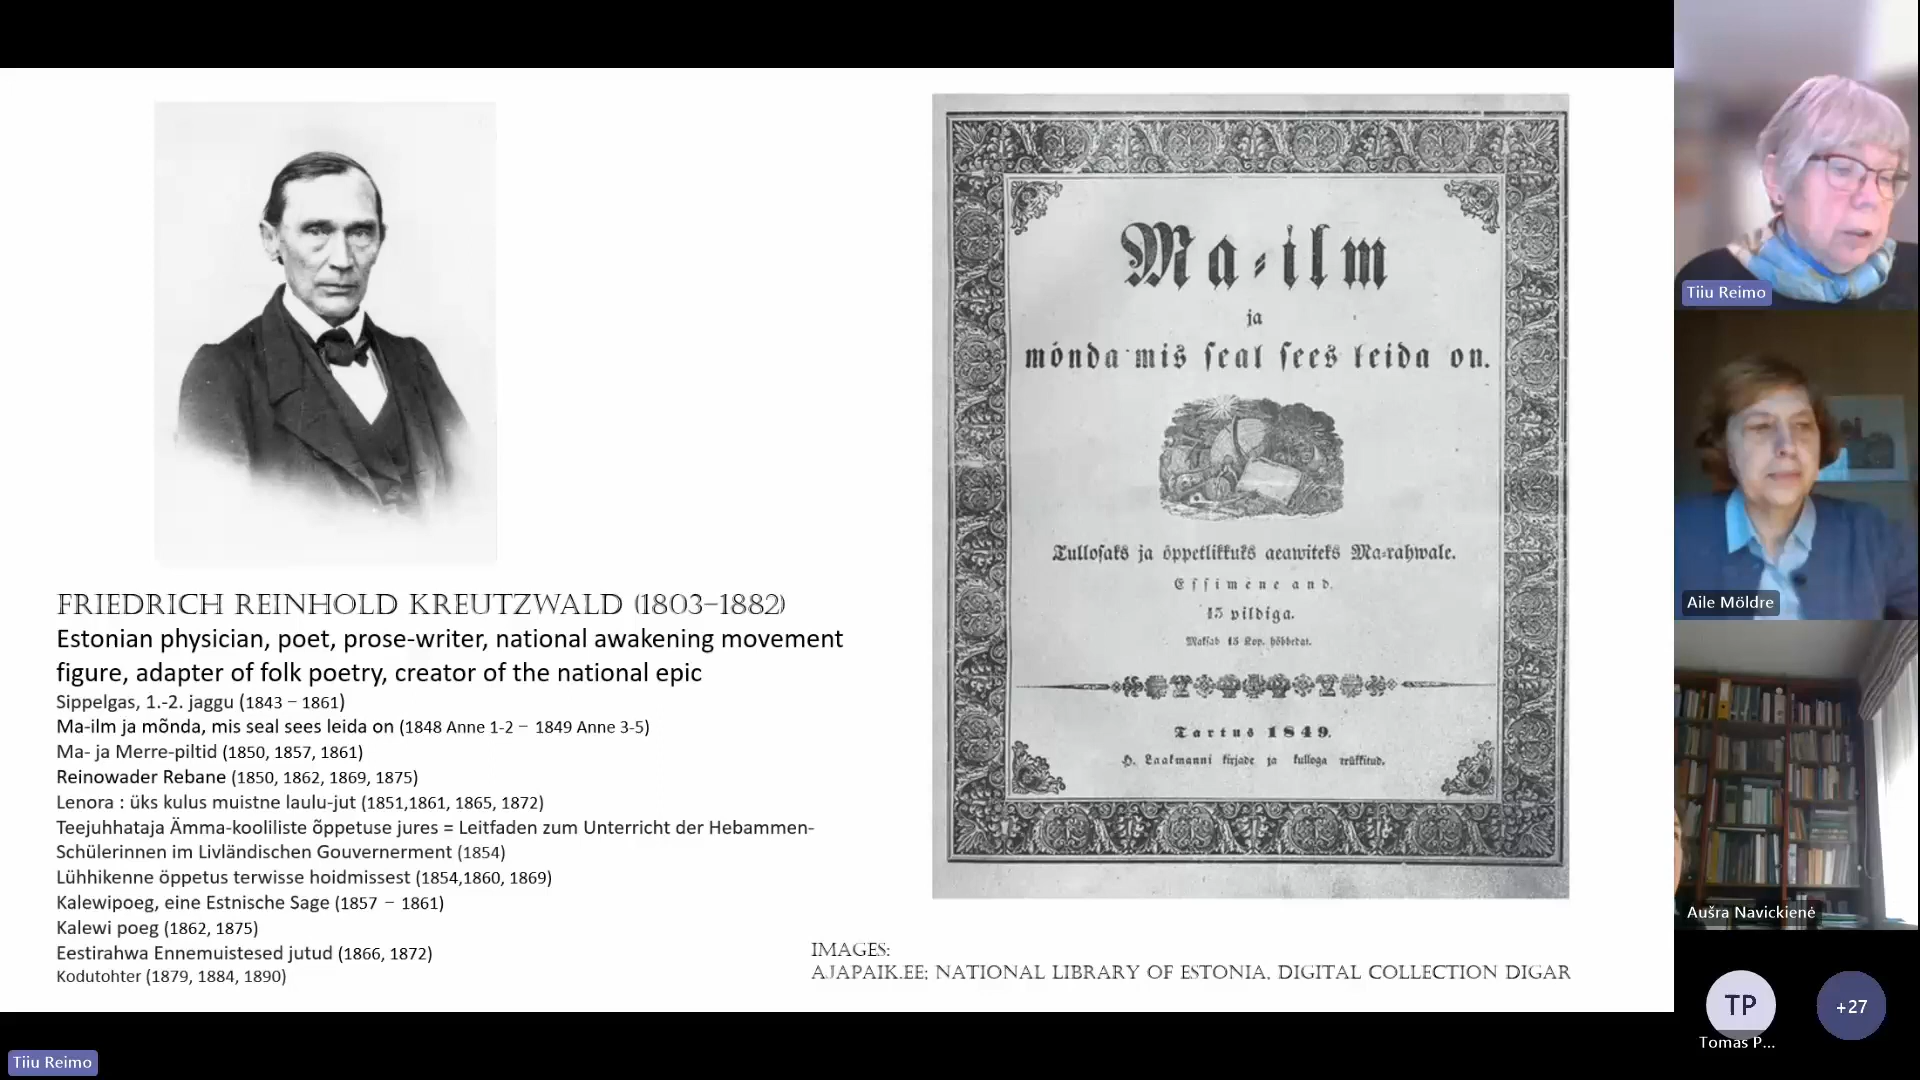 FRIEDRICH REINHOLD KREUTZWALD (1803–1882)
Estonian physician, poet, prose-writer, national awakening movement
figure, adapter of folk poetry, creator of the national epic
Sippelgas, 1.-2. jaggu (1843 – 1861)
Ma-ilm ja mõnda, mis seal sees leida on (1848 Anne 1-2 – 1849 Anne 3-5)
Ma- ja Merre-piltid (1850, 1857, 1861)
Reinowader Rebane (1850, 1862, 1869, 1875)
Lenora : üks kulus muistne laulu-jut (1851,1861, 1865, 1872)
Teejuhhataja Ämma-kooliliste õppetuse jures = Leitfaden zum Unterricht der Hebammen-
Schülerinnen im Livländischen Gouvernerment (1854)
Lühhikenne öppetus terwisse hoidmissest (1854,1860, 1869)
Kalewipoeg, eine Estnische Sage (1857 – 1861)
Kalewi poeg (1862, 1875)
Eestirahwa Ennemuistesed jutud (1866, 1872)
Kodutohter (1879, 1884, 1890)
Ma-ilm
ja
mónda mis seal sees leida on.
Tullosaks ja öppetlikkuks aeawiteks Ma-rahwale.
Essimene and.
15 pildiga.
Maksab 15 Kop. höbbedat.
Tartus 1849.
H. Laakmanni kirjade ja kulloga trükkitud.
IMAGES:
AJAPAIK.EE; NATIONAL LIBRARY OF ESTONIA, DIGITAL COLLECTION DIGAR
Tiiu Reimo
Aile Möldre
Aušra Navickienė
TP
Tomas P...
+27
Tiiu Reimo